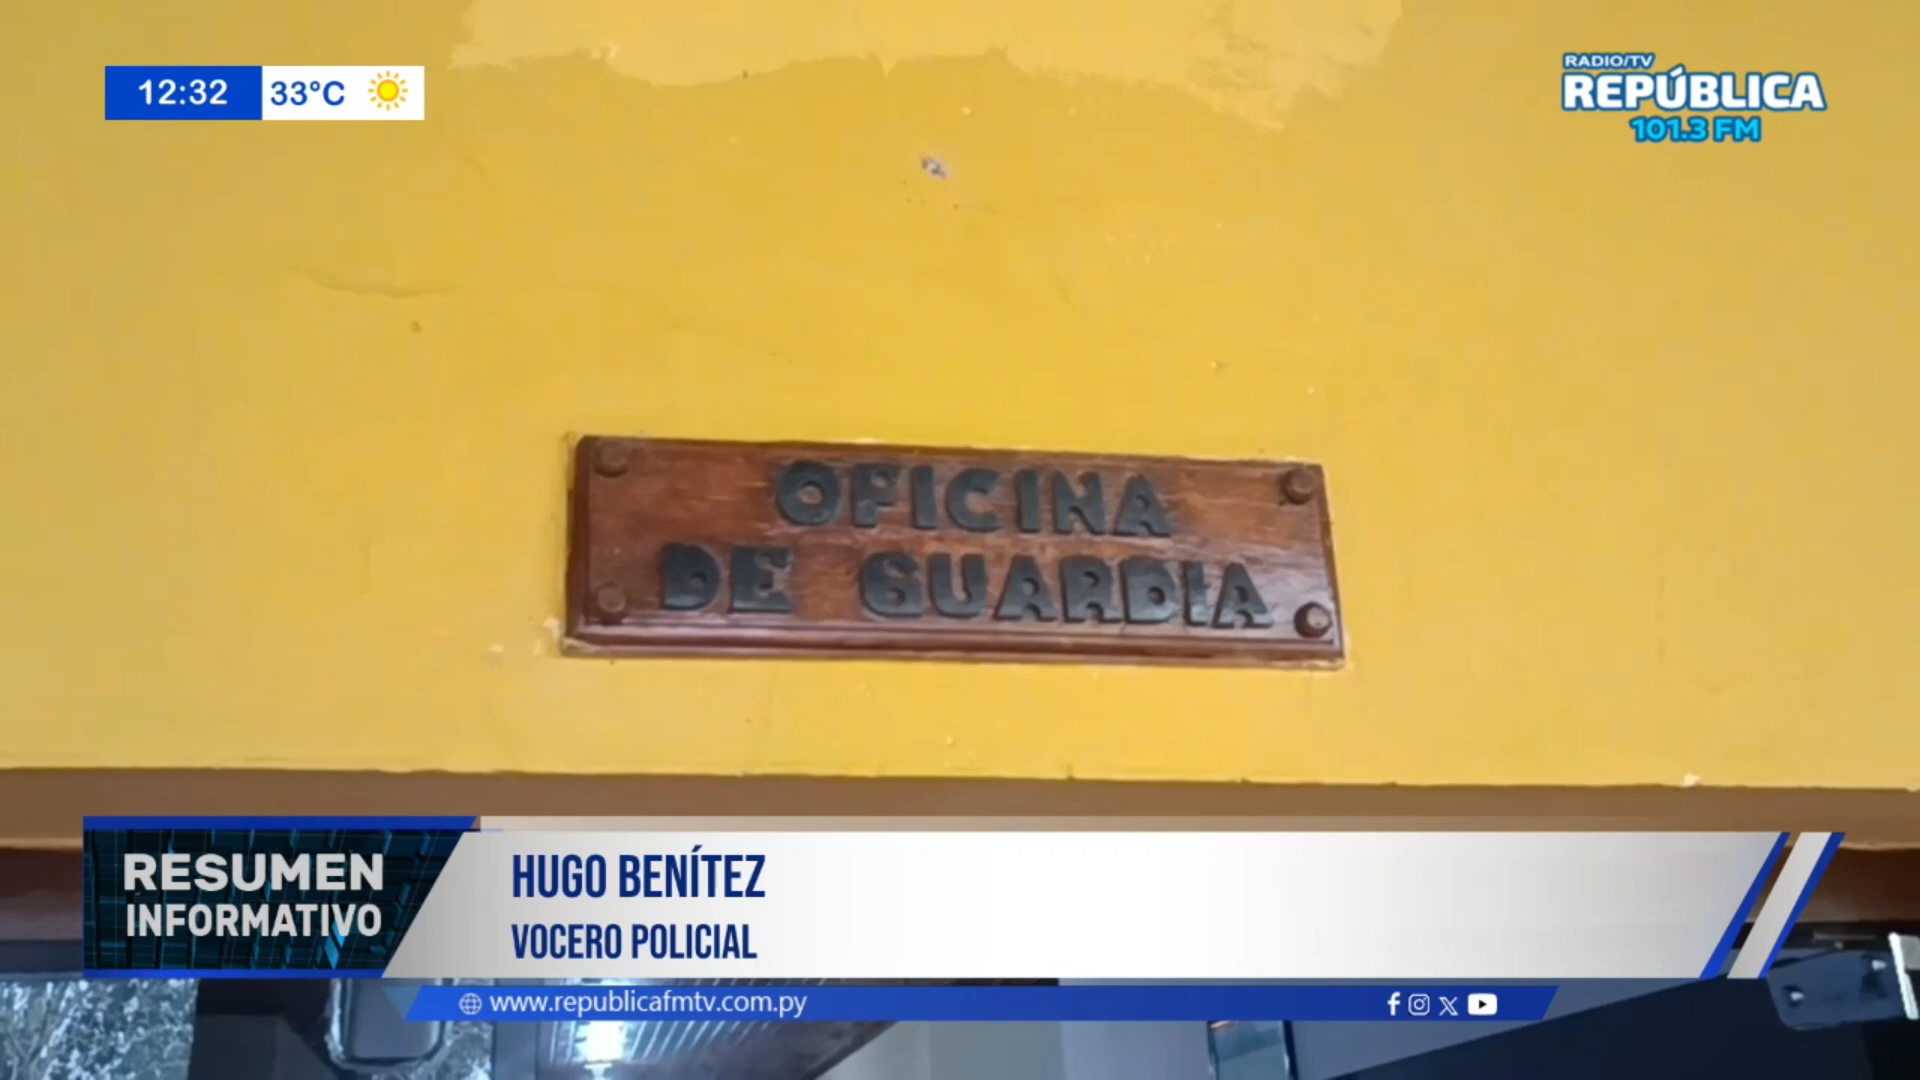 12:32 33°C
RADIO/TV
REPÚBLICA
101.3 FM
OFICINA
DE GUARDIA
RESUMEN
INFORMATIVO
HUGO BENÍTEZ
VOCERO POLICIAL
www.republicafmtv.com.py